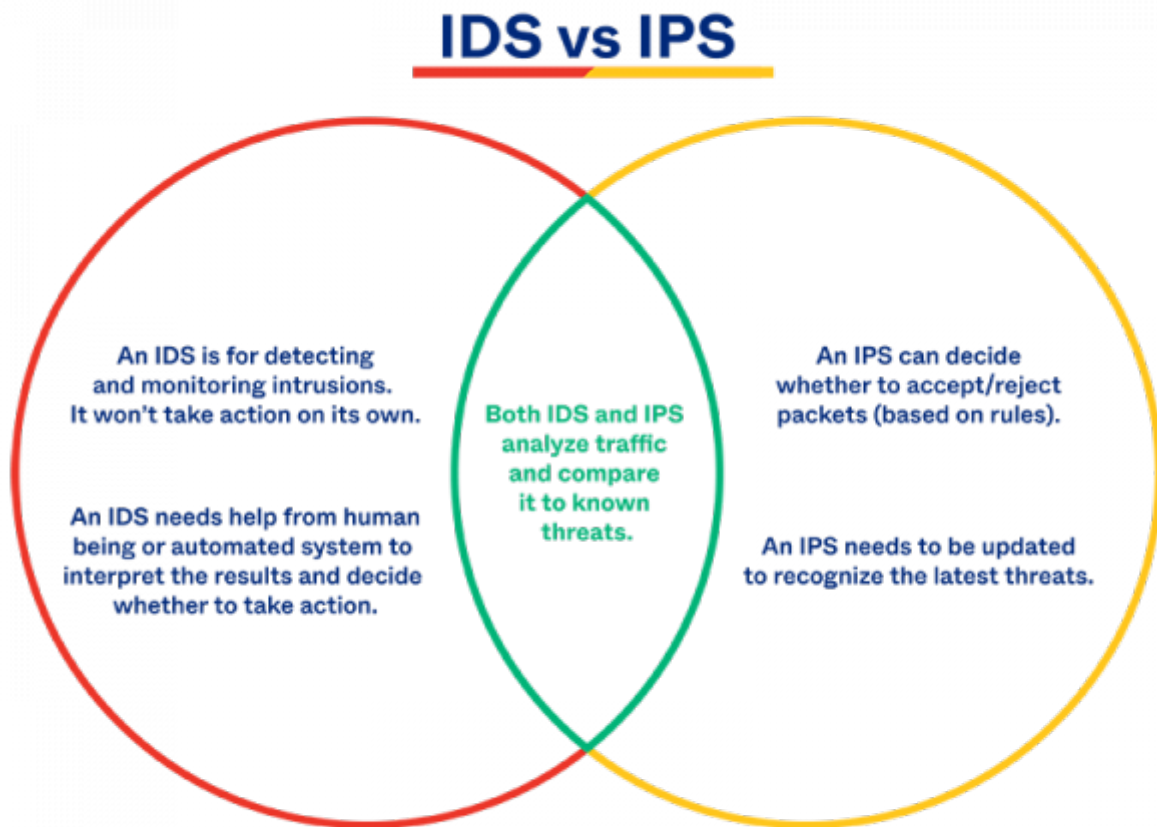 IDS vs IPS
An IDS is for detecting
and monitoring intrusions.
It won't take action on its own.
An IDS needs help from human
being or automated system to
interpret the results and decide
whether to take action.
Both IDS and IPS
analyze traffic
and compare
it to known
threats.
An IPS can decide
whether to accept/reject
packets (based on rules).
An IPS needs to be updated
to recognize the latest threats.